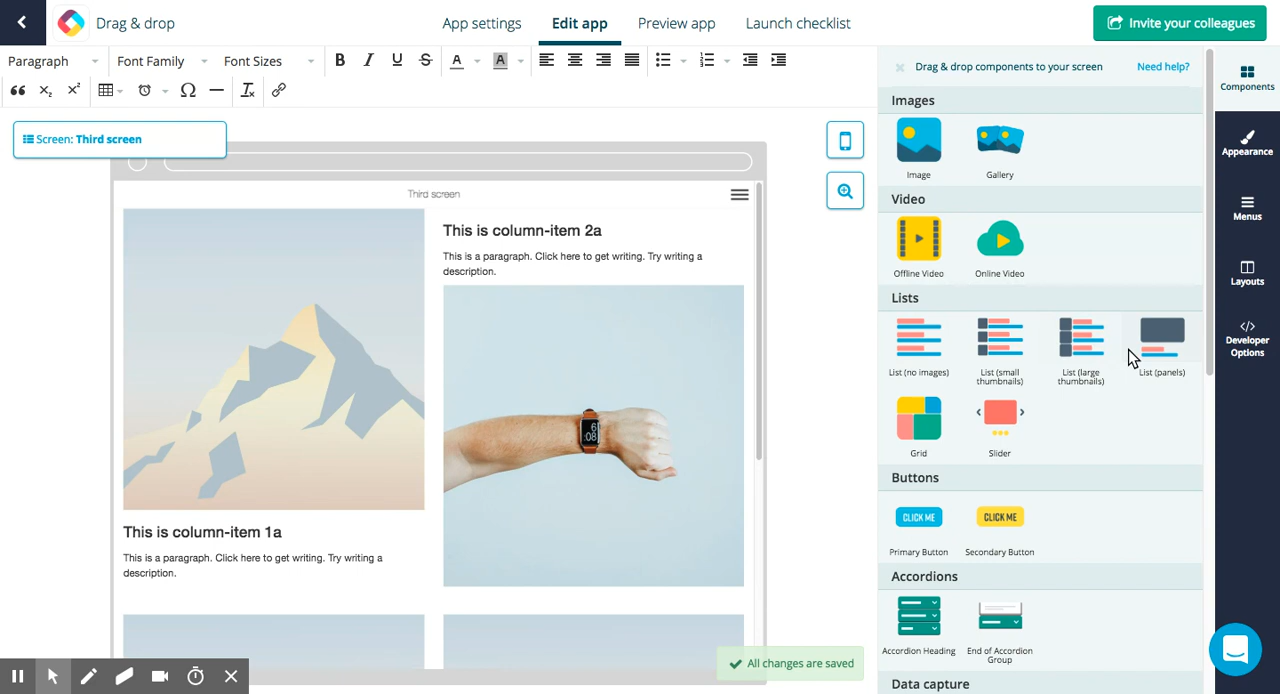 Drag & drop
App settings
Edit app
Preview app
Launch checklist
Invite your colleagues
Paragraph
Font Family
Font Sizes
B I U S A A
Drag & drop components to your screen
Need help?
Components
Appearance
Menus
Layouts
Developer
Options
Screen: Third screen
Third screen
This is column-item 2a
This is a paragraph. Click here to get writing. Try writing a
description.
6
:08
This is column-item 1a
This is a paragraph. Click here to get writing. Try writing a
description.
All changes are saved
Images
Image
Gallery
Video
Offline Video
Online Video
Lists
List (no images)
List (small
thumbnails)
List (large
thumbnails)
List (panels)
Grid
Slider
Buttons
CLICK ME
CLICK ME
Primary Button
Secondary Button
Accordions
Accordion Heading
End of Accordion
Group
Data capture